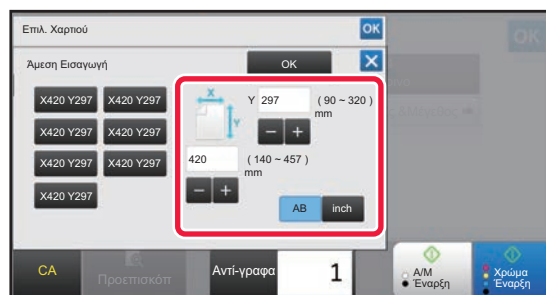 Επιλ. Χαρτιού
OK
OK
Άμεση Εισαγωγή
OK
X420 Y297 X420 Y297
X420 Y297 X420 Y297
X420 Y297 X420 Y297
X420 Y297
X
Y
Y 297 ( 90 ~ 320 )
mm
420 ( 140 ~ 457 )
mm
AB inch
CA
Προεπισκόπ
Αντί-γραφα 1
Α/Μ
Έναρξη
Χρώμα
Έναρξη